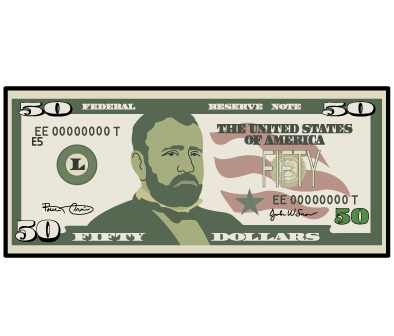 50 FEDERAL RESERVE NOTE 50
EE 00000000 T
E5
THE UNITED STATES
OF AMERICA
L
FIFTY
EE 00000000 T
50 50
FIFTY DOLLARS